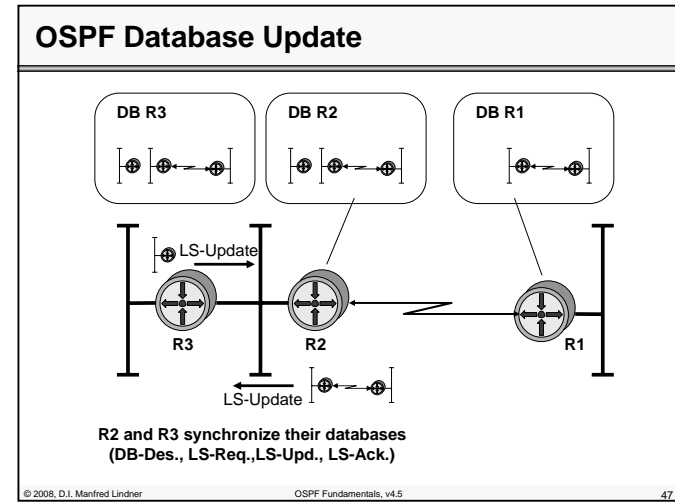 OSPF Database Update
DB R3
DB R2
DB R1
LS-Update
R3
R2
R1
LS-Update
R2 and R3 synchronize their databases
(DB-Des., LS-Req.,LS-Upd., LS-Ack.)
© 2008, D.I. Manfred Lindner
OSPF Fundamentals, v4.5
47